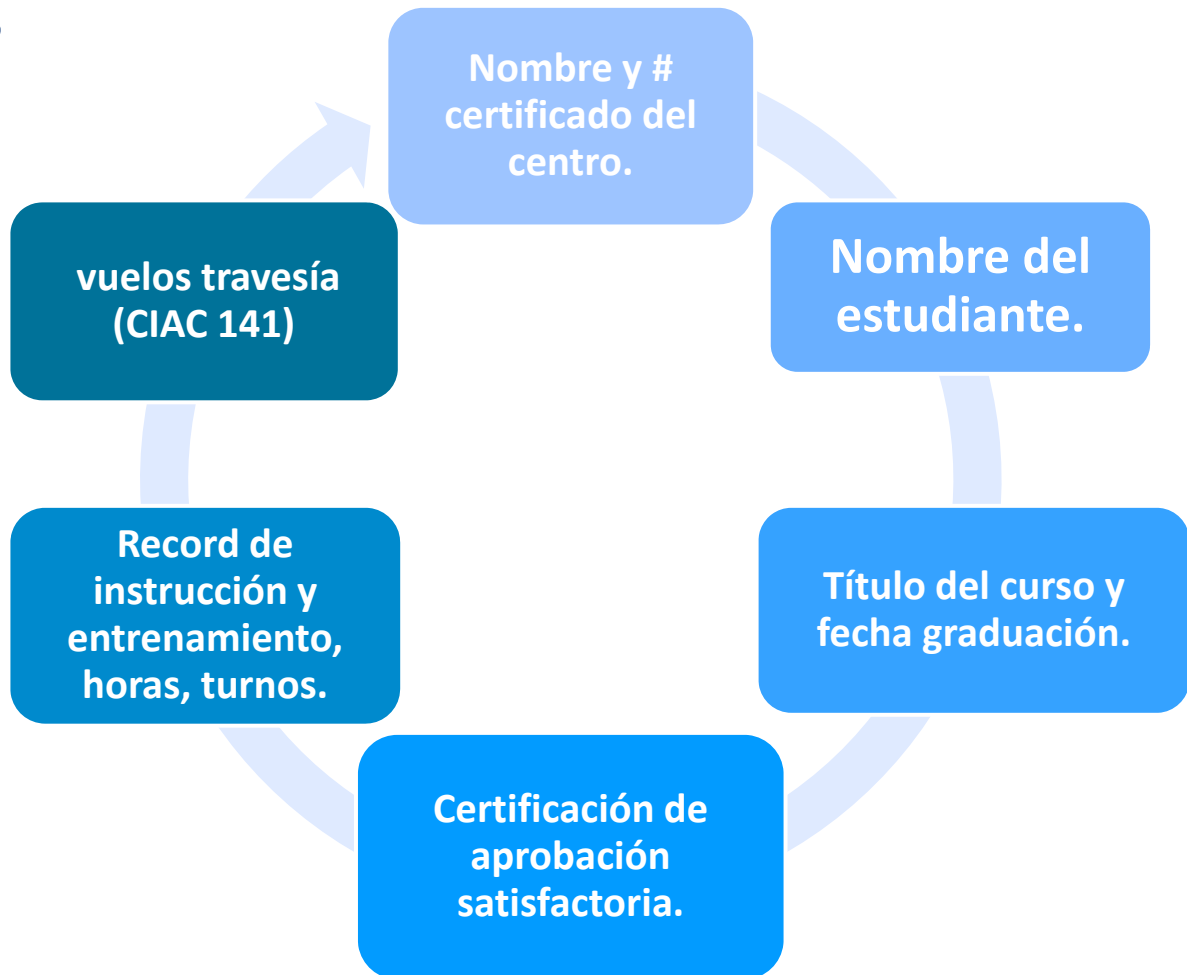 Nombre y #
certificado del
centro.
Nombre del
estudiante.
Título del curso y
fecha graduación.
Certificación de
aprobación
satisfactoria.
Record de
instrucción y
entrenamiento,
horas, turnos.
vuelos travesía
(CIAC 141)